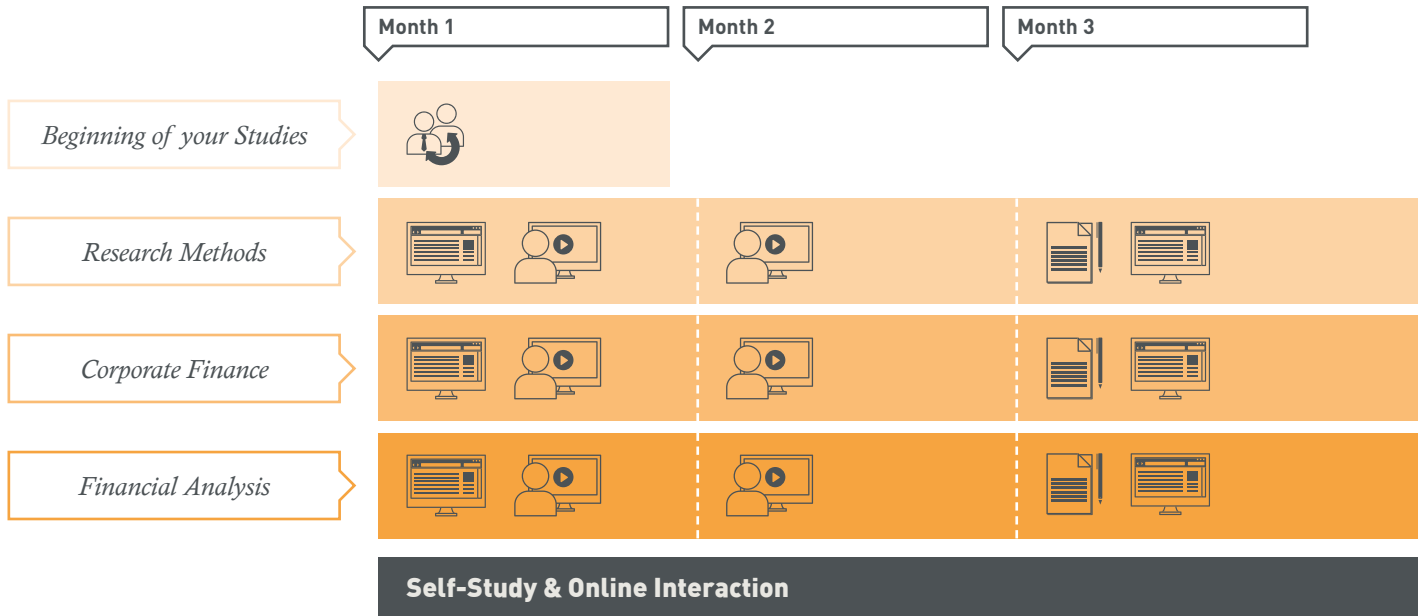 Month 1
Month 2
Month 3
Beginning of your Studies
Research Methods
Corporate Finance
Financial Analysis
Self-Study & Online Interaction